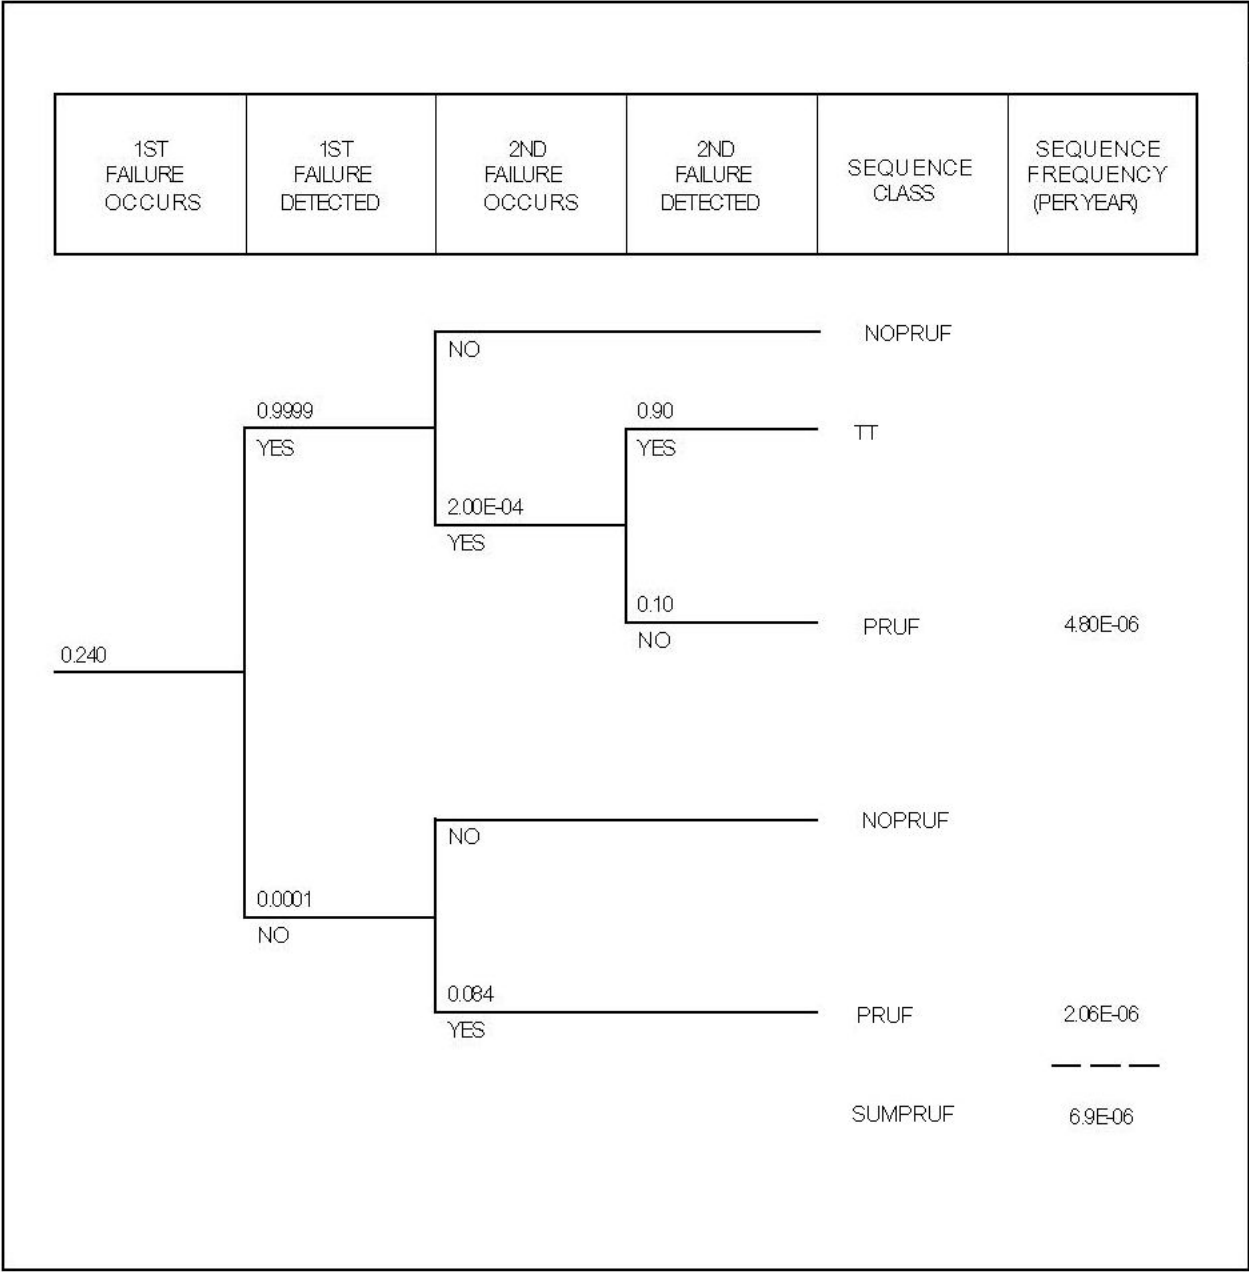 1ST
FAILURE
OCCURS
1ST
FAILURE
DETECTED
2ND
FAILURE
OCCURS
2ND
FAILURE
DETECTED
SEQUENCE
CLASS
SEQUENCE
FREQUENCY
(PER YEAR)
NO
NOPRUF
0.9999
YES
0.90
YES
TT
2.00E-04
YES
0.10
NO
PRUF
4.80E-06
0.240
NO
NOPRUF
0.0001
NO
0.084
YES
PRUF
2.06E-06
SUMPRUF
6.9E-06